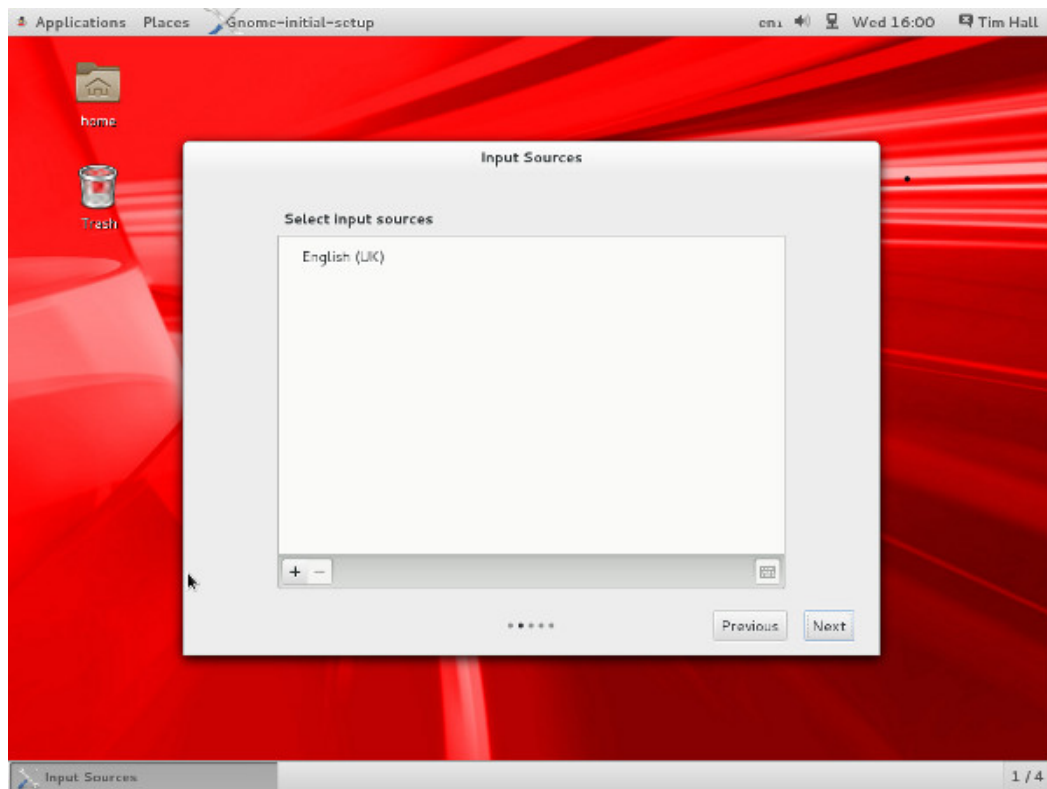 Applications Places Gnome-initial-setup en₁ Wed 16:00 Tim Hall
home
Trash
Input Sources
Select input sources
English (UK)
+ −
Previous Next
Input Sources 1 / 4